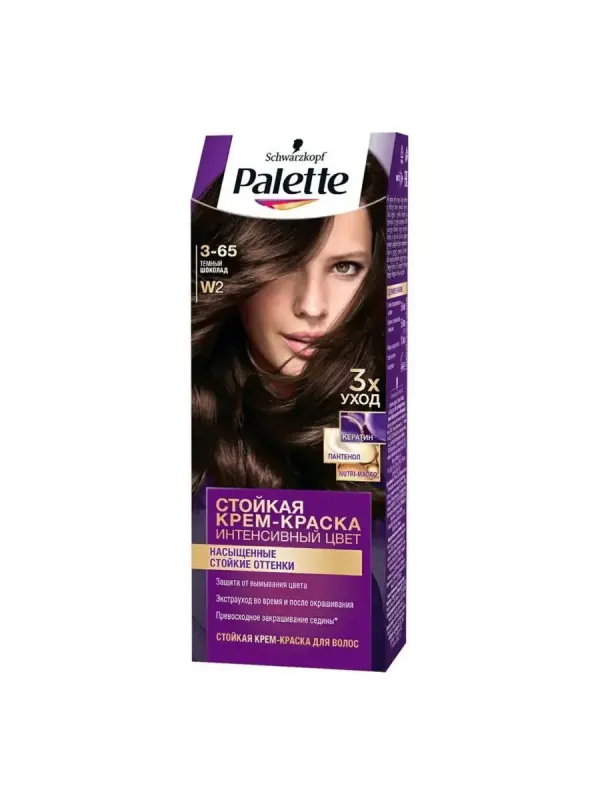 Schwarzkopf
Palette
3-65
ТЕМНЫЙ
ШОКОЛАД
W2
3x
УХОД
КЕРАТИН
ПАНТЕНОЛ
NUTRI-МАСЛО
СТОЙКАЯ
КРЕМ-КРАСКА
ИНТЕНСИВНЫЙ ЦВЕТ
НАСЫЩЕННЫЕ
СТОЙКИЕ ОТТЕНКИ
Защита от вымывания цвета
Экстрауход во время и после окрашивания
Превосходное закрашивание седины*
СТОЙКАЯ КРЕМ-КРАСКА ДЛЯ ВОЛОС